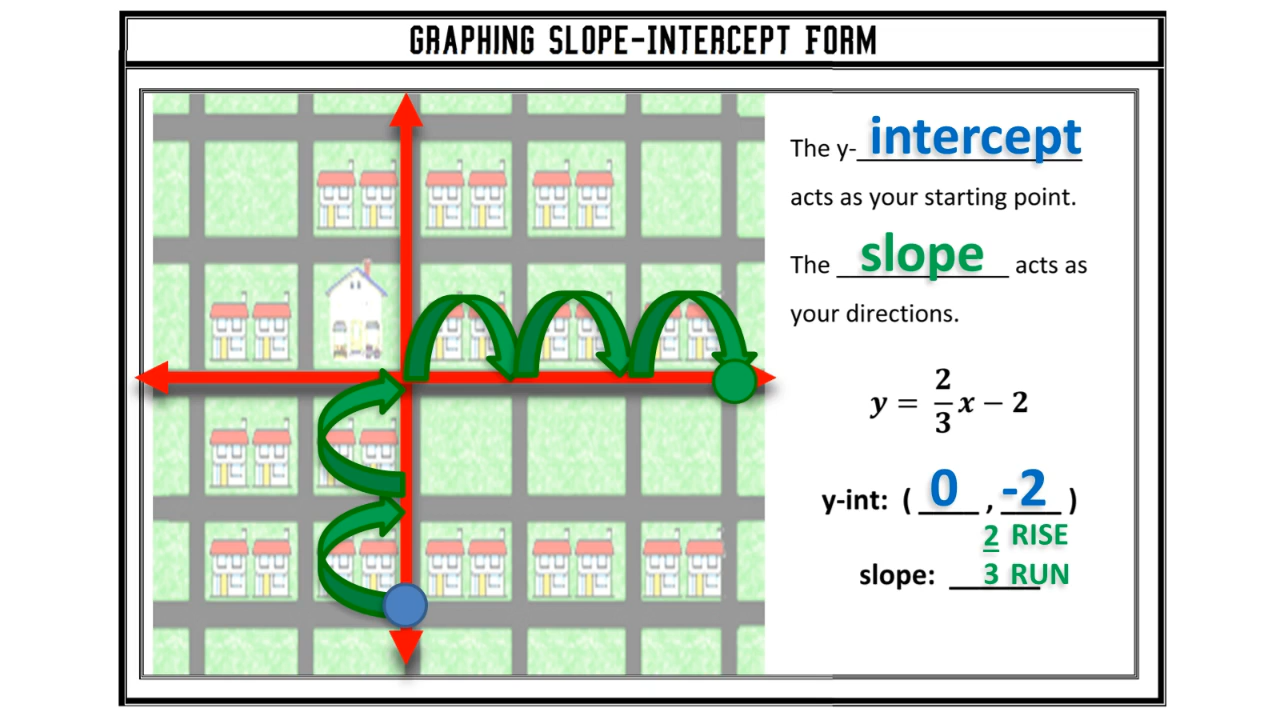 GRAPHING SLOPE-INTERCEPT FORM
The y- intercept
acts as your starting point.
The slope acts as
your directions.
y = 2/3 x − 2
y-int: ( 0 , -2 )
2 RISE
slope: 3 RUN